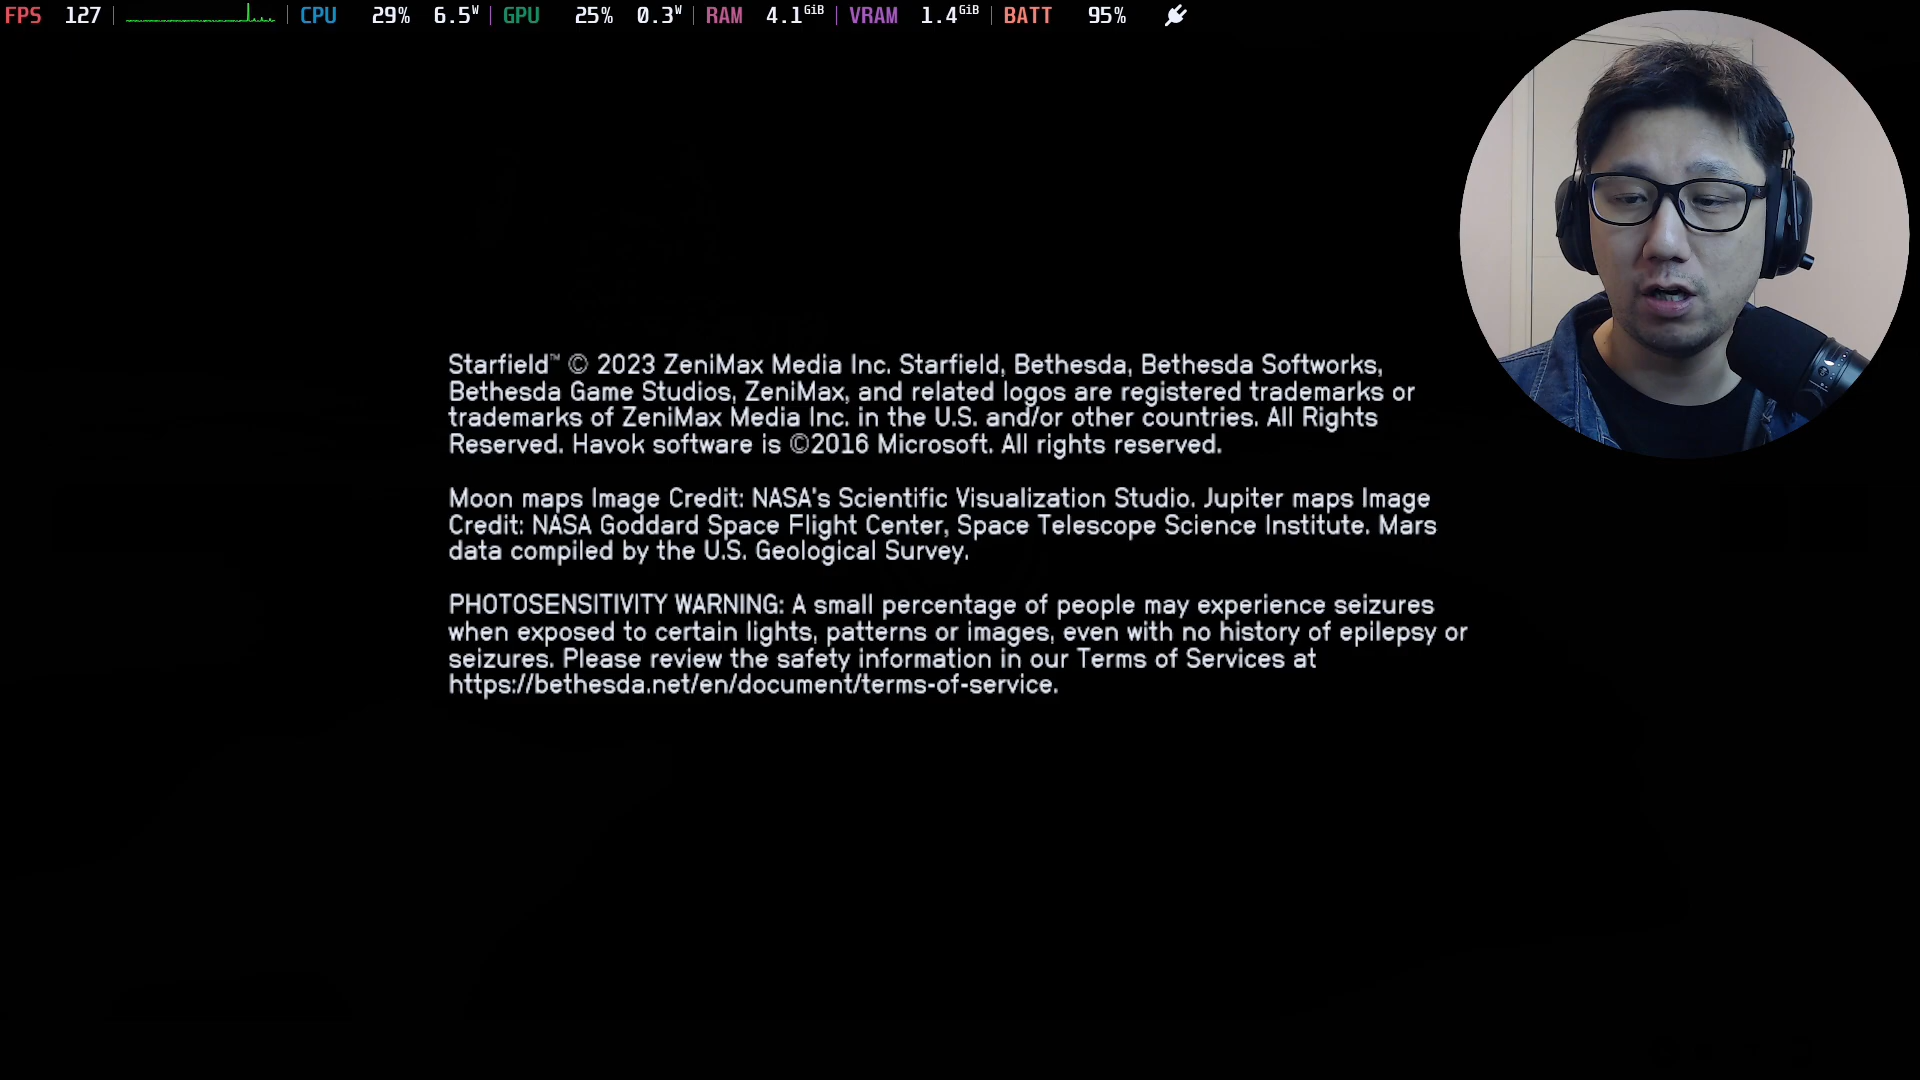 FPS 127 CPU 29% 6.5W GPU 25% 0.3W RAM 4.1GiB VRAM 1.4GiB BATT 95%
Starfield™ © 2023 ZeniMax Media Inc. Starfield, Bethesda, Bethesda Softworks,
Bethesda Game Studios, ZeniMax, and related logos are registered trademarks or
trademarks of ZeniMax Media Inc. in the U.S. and/or other countries. All Rights
Reserved. Havok software is ©2016 Microsoft. All rights reserved.
Moon maps Image Credit: NASA's Scientific Visualization Studio. Jupiter maps Image
Credit: NASA Goddard Space Flight Center, Space Telescope Science Institute. Mars
data compiled by the U.S. Geological Survey.
PHOTOSENSITIVITY WARNING: A small percentage of people may experience seizures
when exposed to certain lights, patterns or images, even with no history of epilepsy or
seizures. Please review the safety information in our Terms of Services at
https://bethesda.net/en/document/terms-of-service.